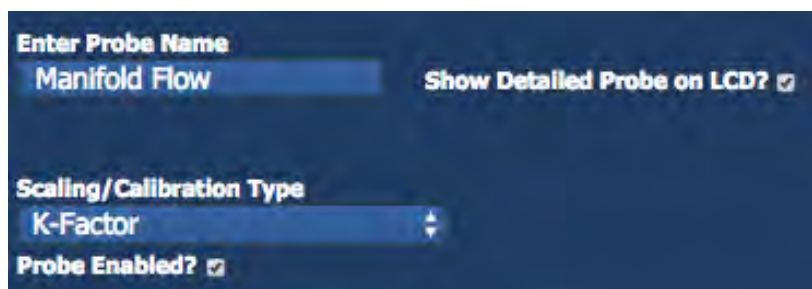 Enter Probe Name
Manifold Flow
Show Detailed Probe on LCD?
Scaling/Calibration Type
K-Factor
Probe Enabled?